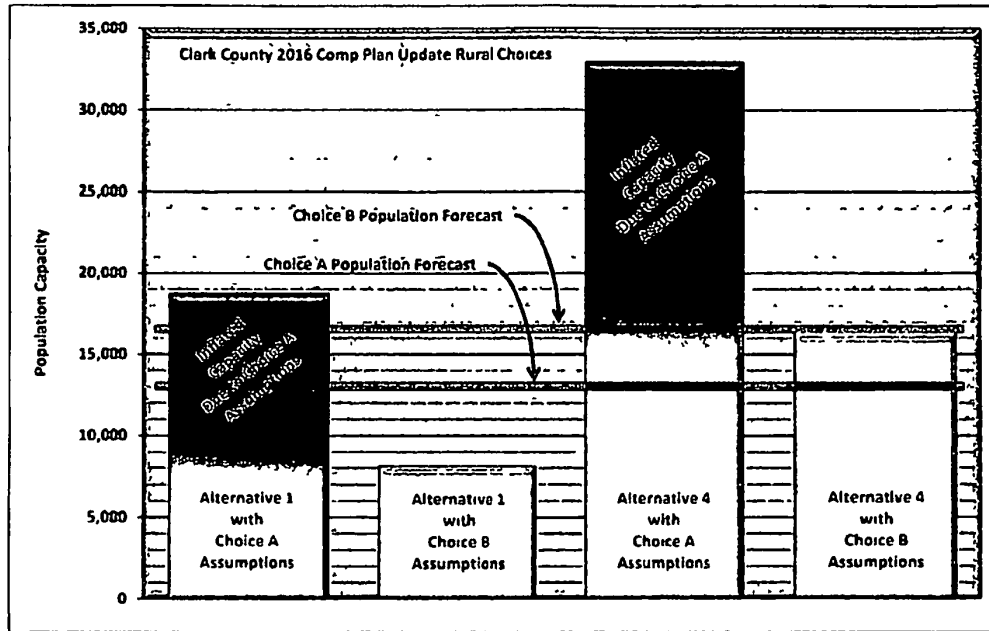 Clark County 2016 Comp Plan Update Rural Choices
Population Capacity
35,000
30,000
25,000
20,000
15,000
10,000
5,000
0
Choice B Population Forecast
Choice A Population Forecast
Inflated
Capacity
Due to Choice A
Assumptions
Inflated
Capacity
Due to Choice A
Assumptions
Alternative 1
with
Choice A
Assumptions
Alternative 1
with
Choice B
Assumptions
Alternative 4
with
Choice A
Assumptions
Alternative 4
with
Choice B
Assumptions